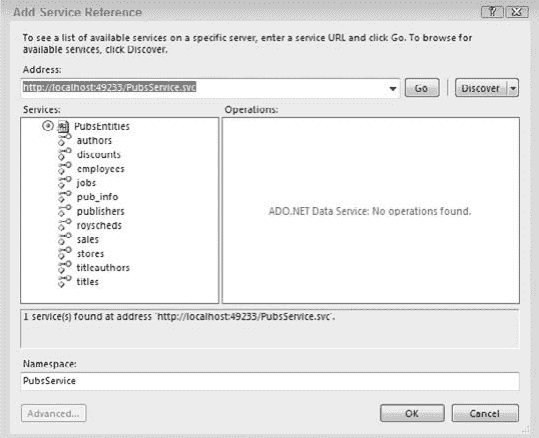 Add Service Reference
To see a list of available services on a specific server, enter a service URL and click Go. To browse for
available services, click Discover.
Address:
http://localhost:49233/PubsService.svc
Go
Discover
Services:
Operations:
PubsEntities
authors
discounts
employees
jobs
pub_info
publishers
royscheds
sales
stores
titleauthors
titles
ADO.NET Data Service: No operations found.
1 service(s) found at address 'http://localhost:49233/PubsService.svc'.
Namespace:
PubsService
Advanced...
OK
Cancel